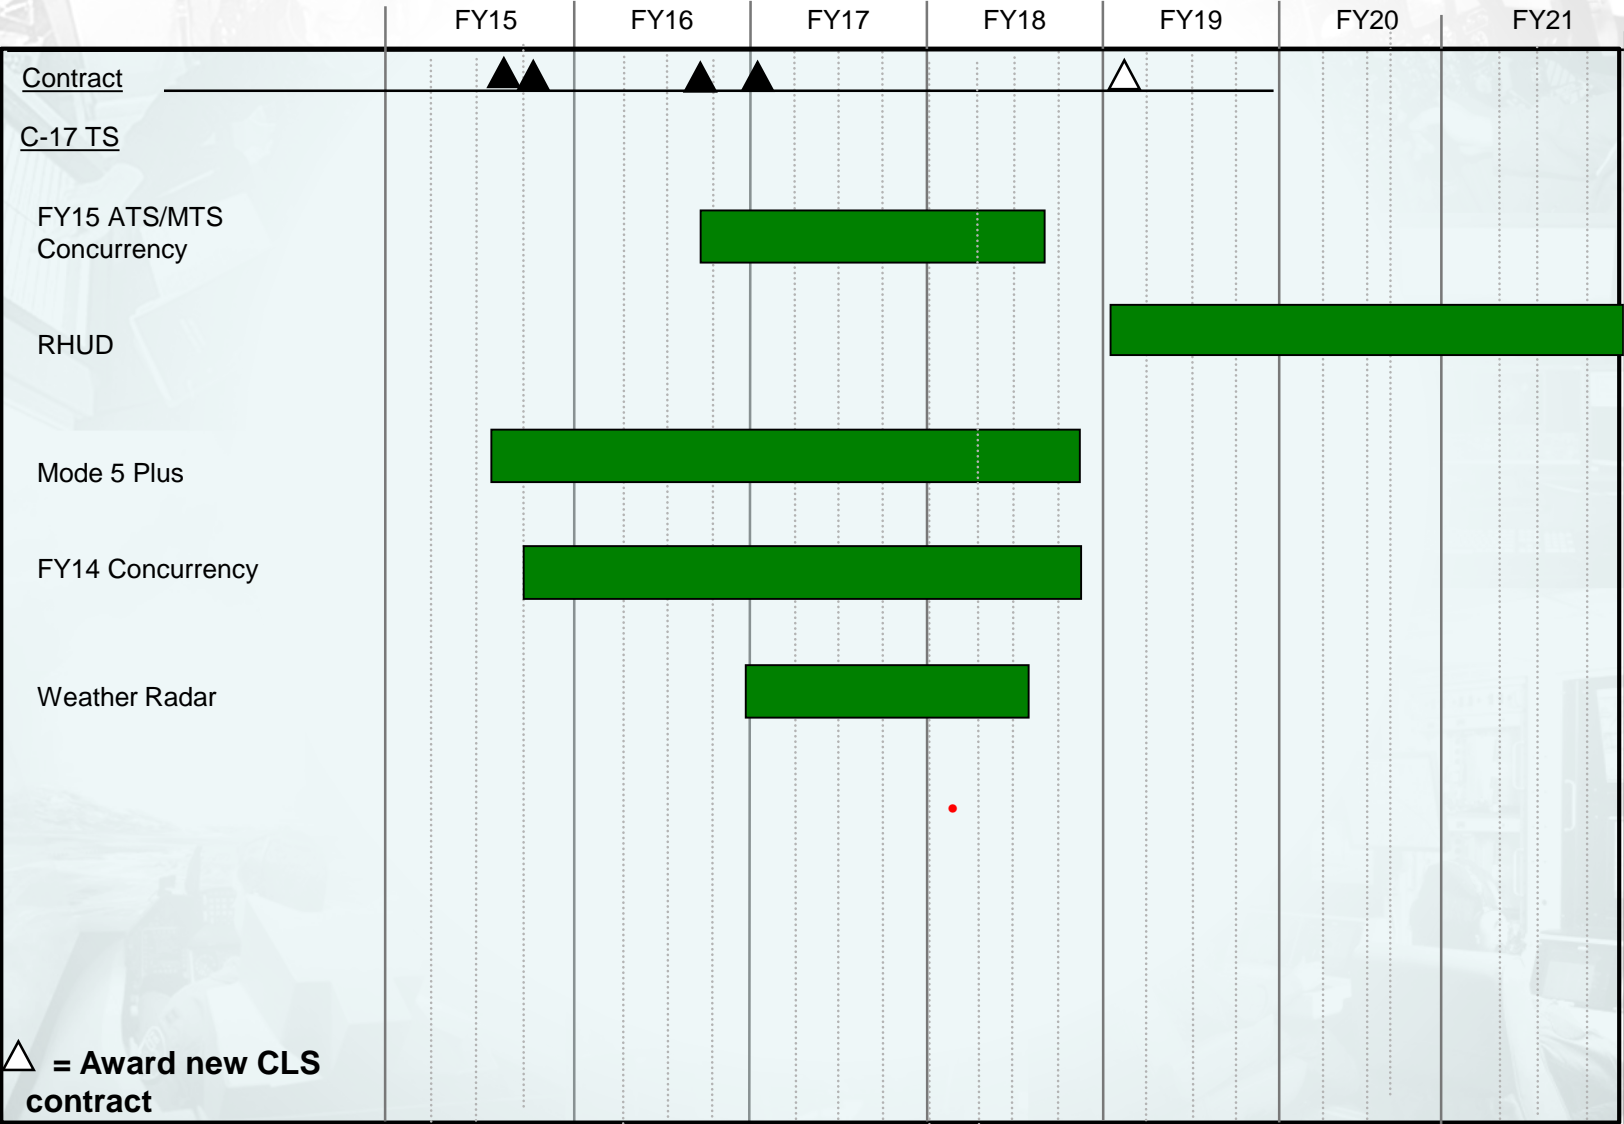 FY15 FY16 FY17 FY18 FY19 FY20 FY21
Contract
C-17 TS
FY15 ATS/MTS
Concurrency
RHUD
Mode 5 Plus
FY14 Concurrency
Weather Radar
= Award new CLS
contract